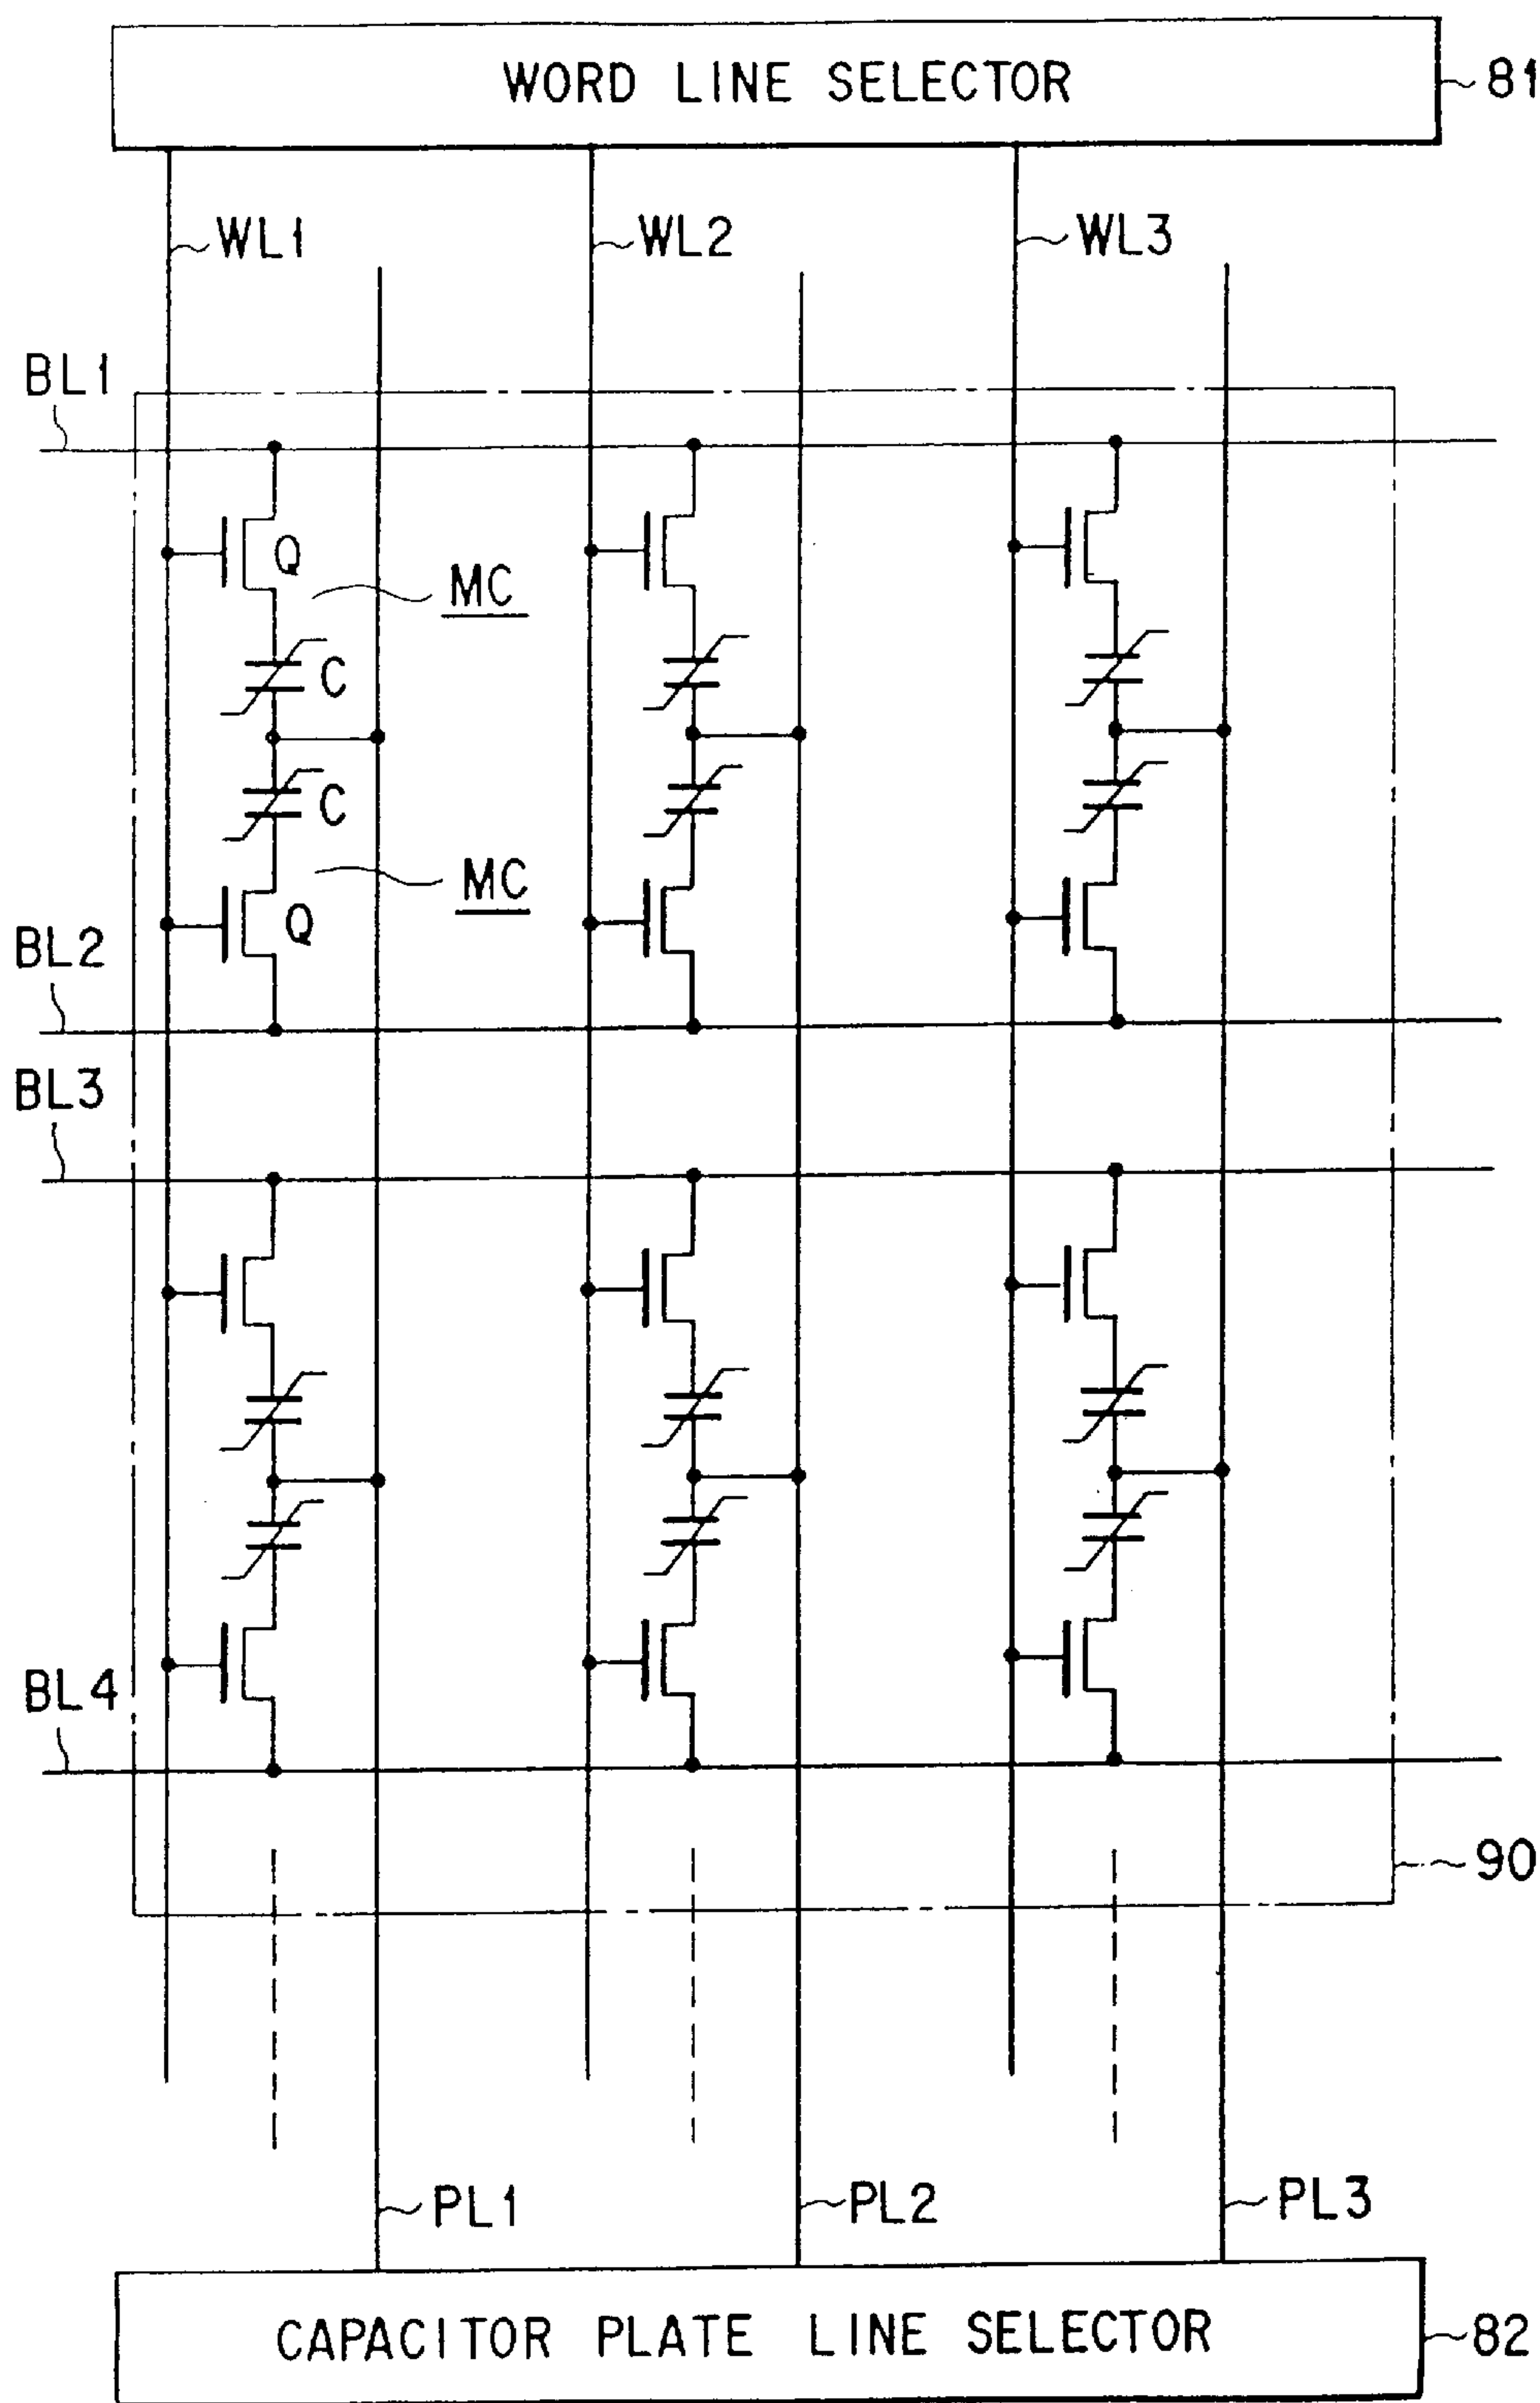 WORD LINE SELECTOR
81
WL1
WL2
WL3
BL1
Q
MC
C
C
MC
Q
BL2
BL3
BL4
90
PL1
PL2
PL3
CAPACITOR PLATE LINE SELECTOR
82